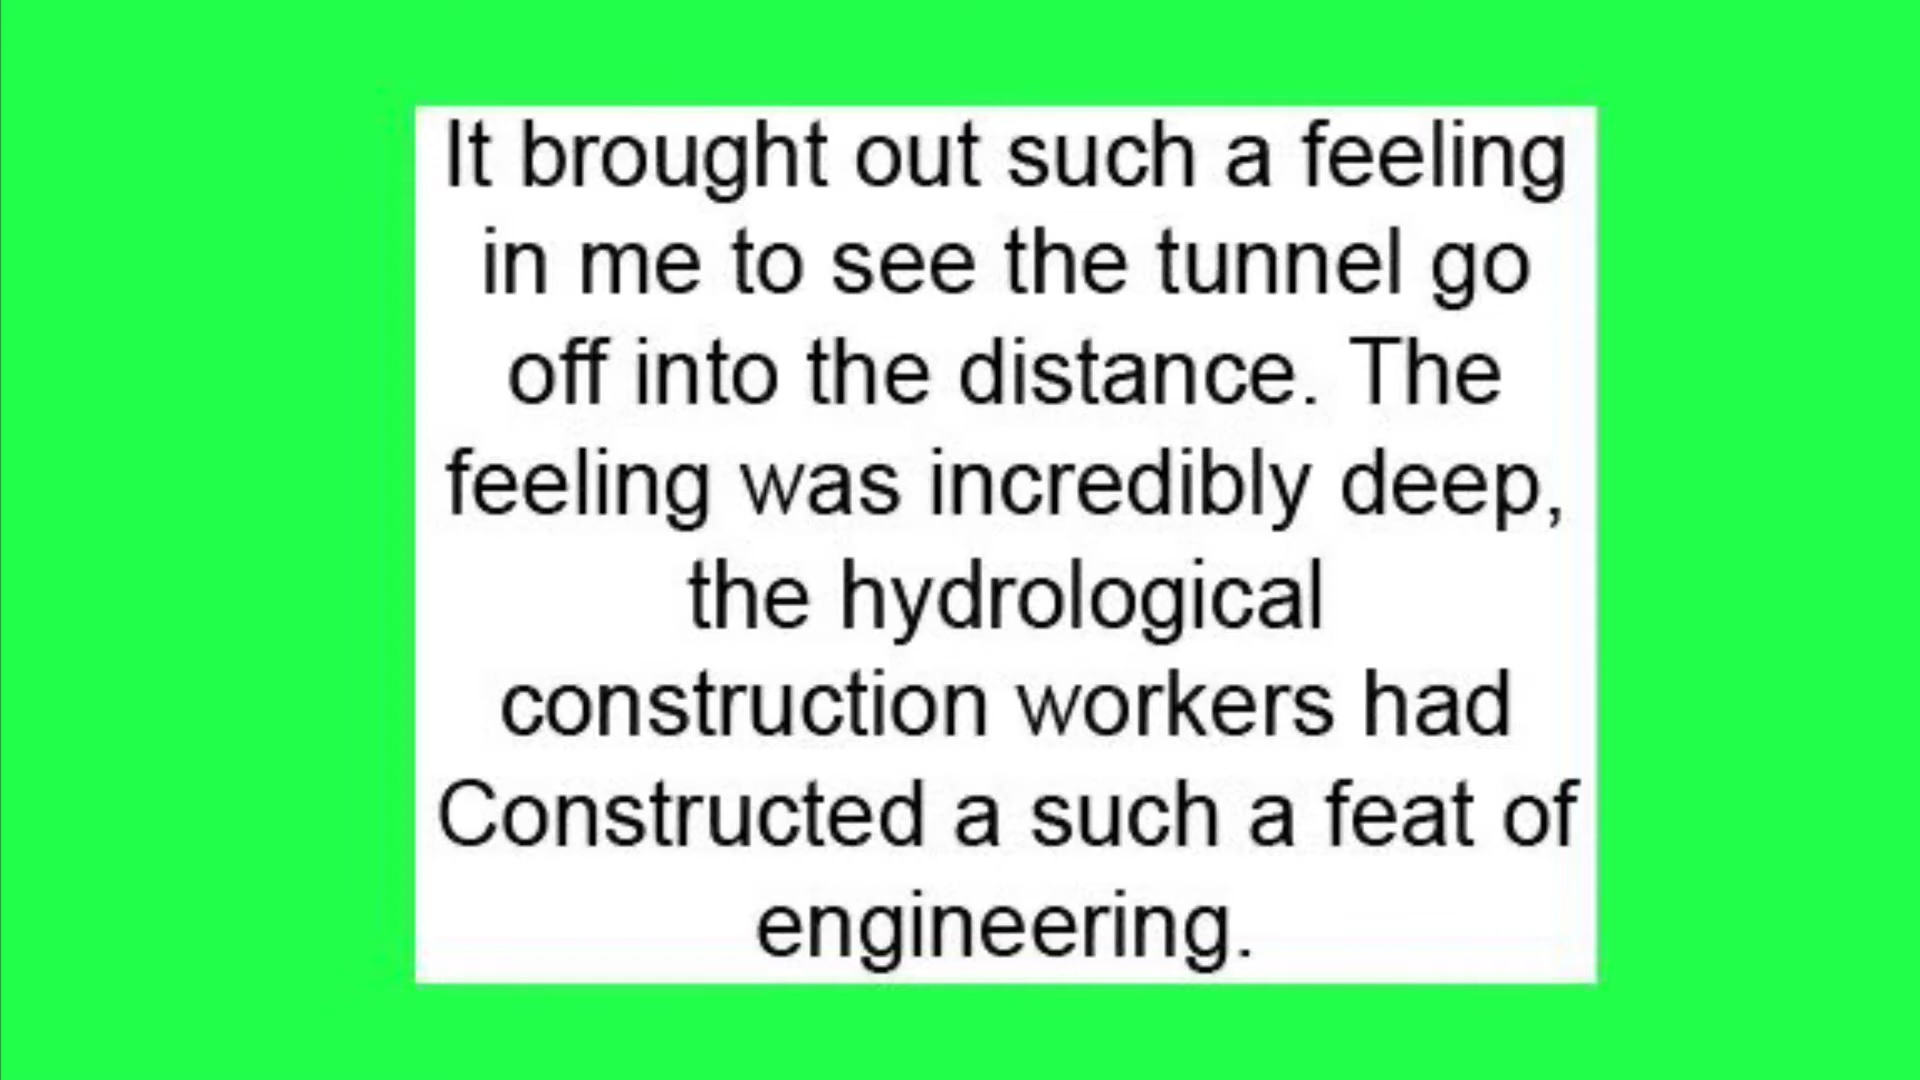 It brought out such a feeling
in me to see the tunnel go
off into the distance. The
feeling was incredibly deep,
the hydrological
construction workers had
Constructed a such a feat of
engineering.